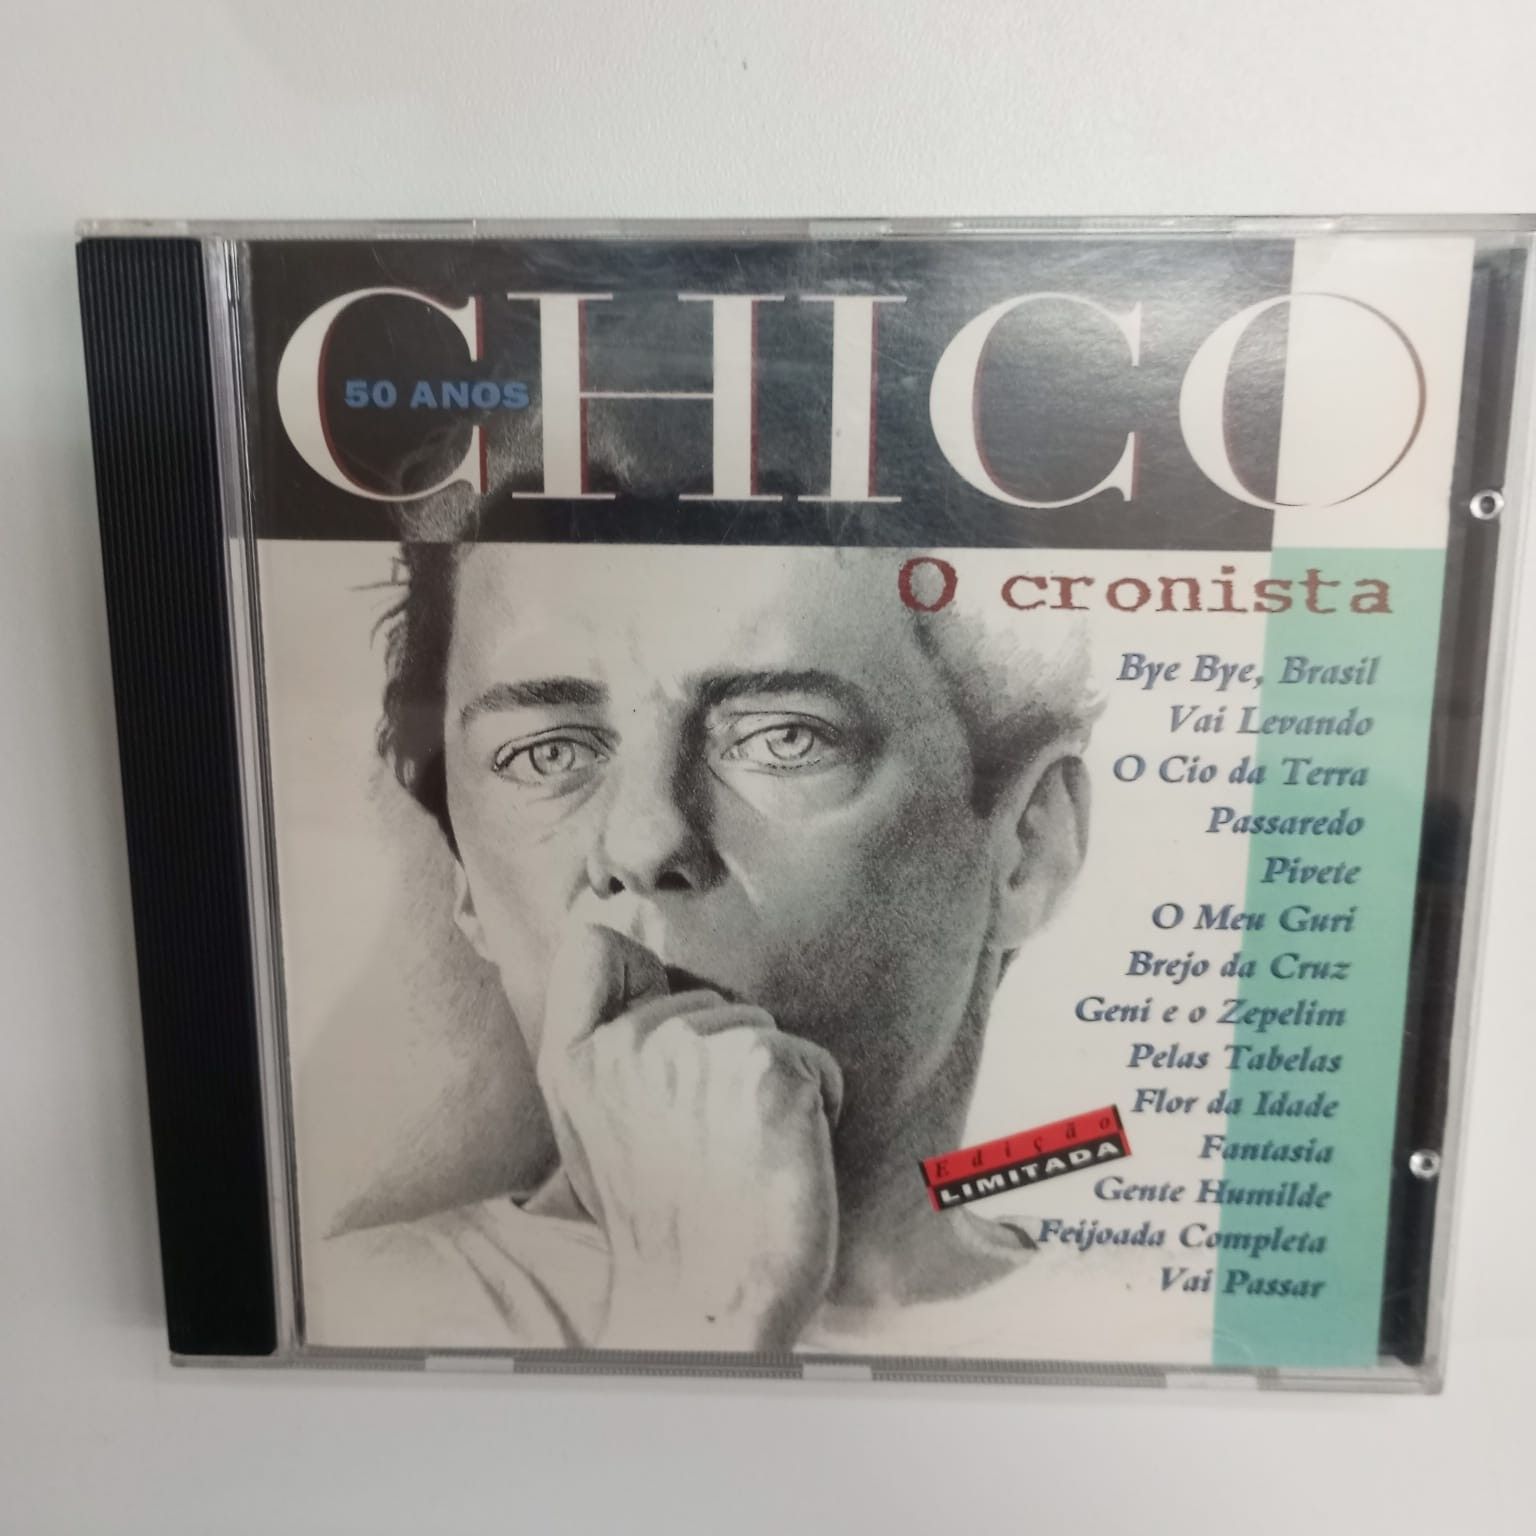 CHICO
50 ANOS
O cronista
Bye Bye, Brasil
Vai Levando
O Cio da Terra
Passaredo
Pivete
O Meu Guri
Brejo da Cruz
Geni e o Zepelim
Pelas Tabelas
Flor da Idade
Fantasia
Gente Humilde
Feijoada Completa
Vai Passar
Edição
LIMITADA